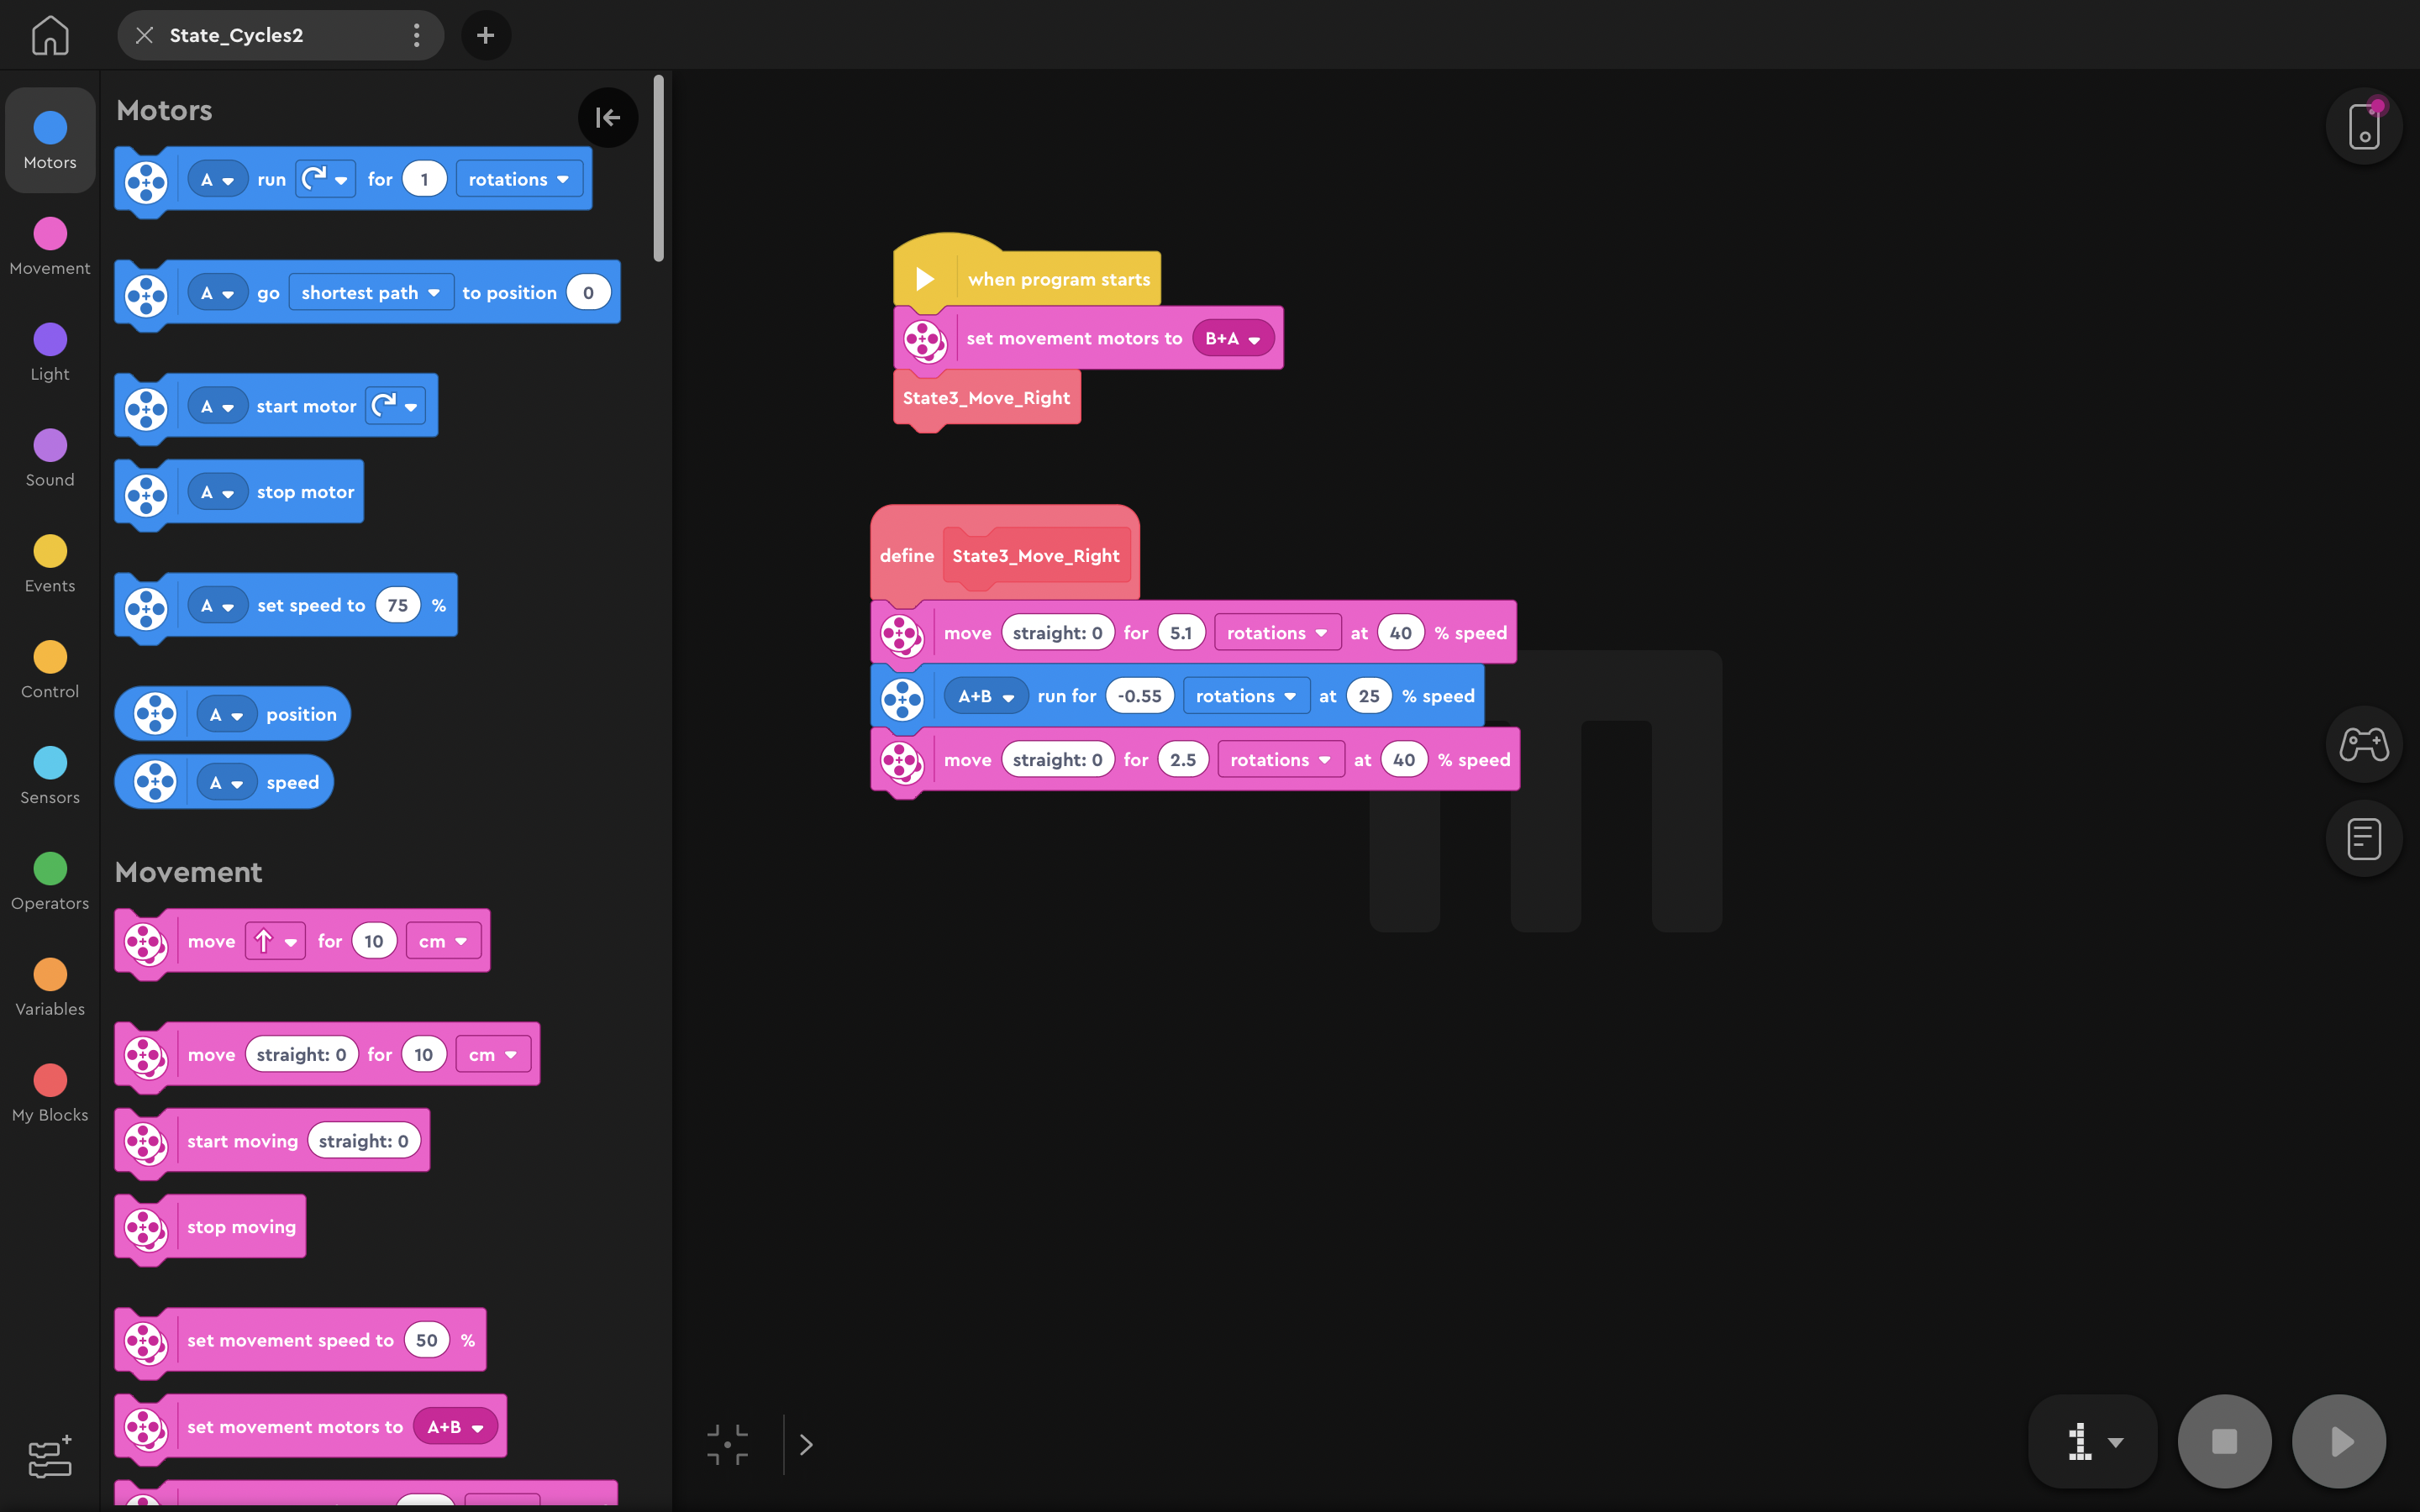 State_Cycles2
Motors
Movement
Light
Sound
Events
Control
Sensors
Operators
Variables
My Blocks
Motors
A run for 1 rotations
A go shortest path to position 0
A start motor
A stop motor
A set speed to 75 %
A position
A speed
Movement
move for 10 cm
move straight: 0 for 10 cm
start moving straight: 0
stop moving
set movement speed to 50 %
set movement motors to A+B
when program starts
set movement motors to B+A
State3_Move_Right
define State3_Move_Right
move straight: 0 for 5.1 rotations at 40 % speed
A+B run for -0.55 rotations at 25 % speed
move straight: 0 for 2.5 rotations at 40 % speed
1